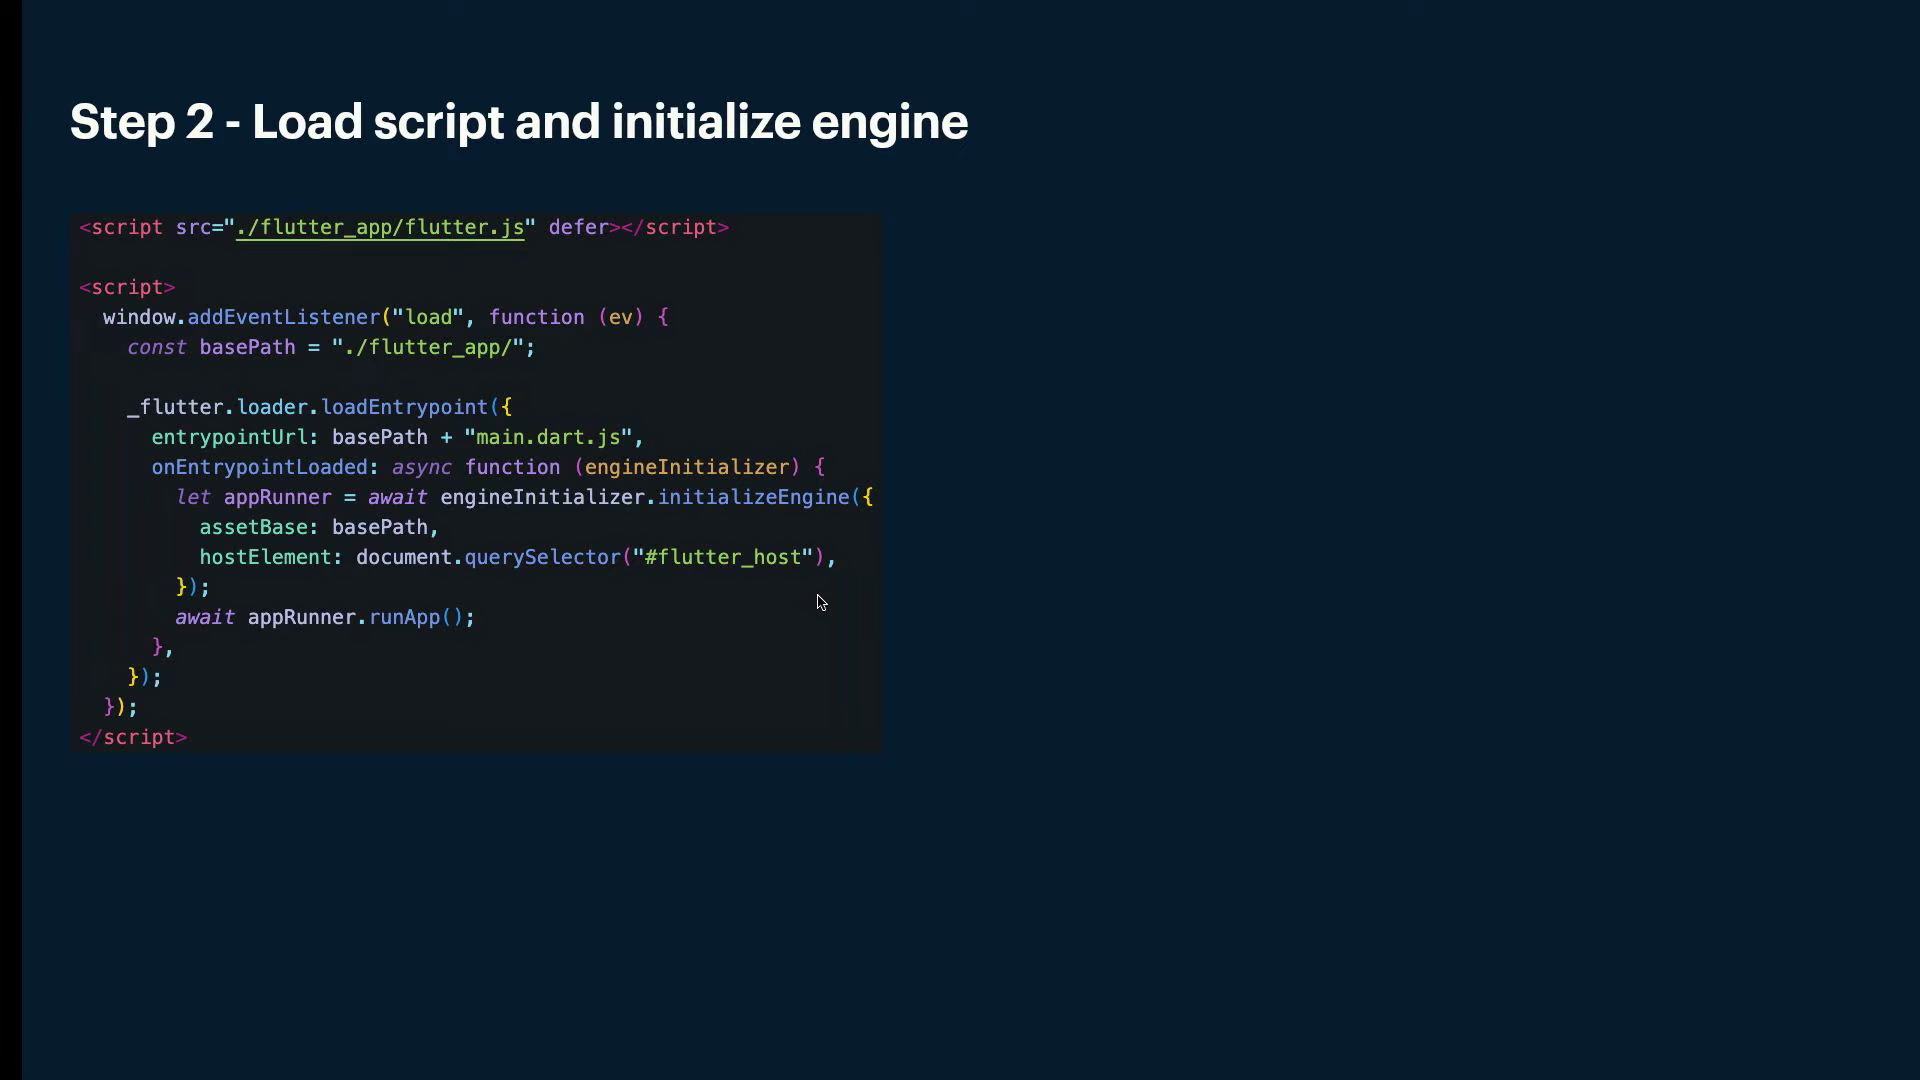 Step 2 - Load script and initialize engine
<script src="./flutter_app/flutter.js" defer></script>
<script>
window.addEventListener("load", function (ev) {
const basePath = "./flutter_app/";
_flutter.loader.loadEntrypoint({
entrypointUrl: basePath + "main.dart.js",
onEntrypointLoaded: async function (engineInitializer) {
let appRunner = await engineInitializer.initializeEngine({
assetBase: basePath,
hostElement: document.querySelector("#flutter_host"),
});
await appRunner.runApp();
},
});
});
</script>